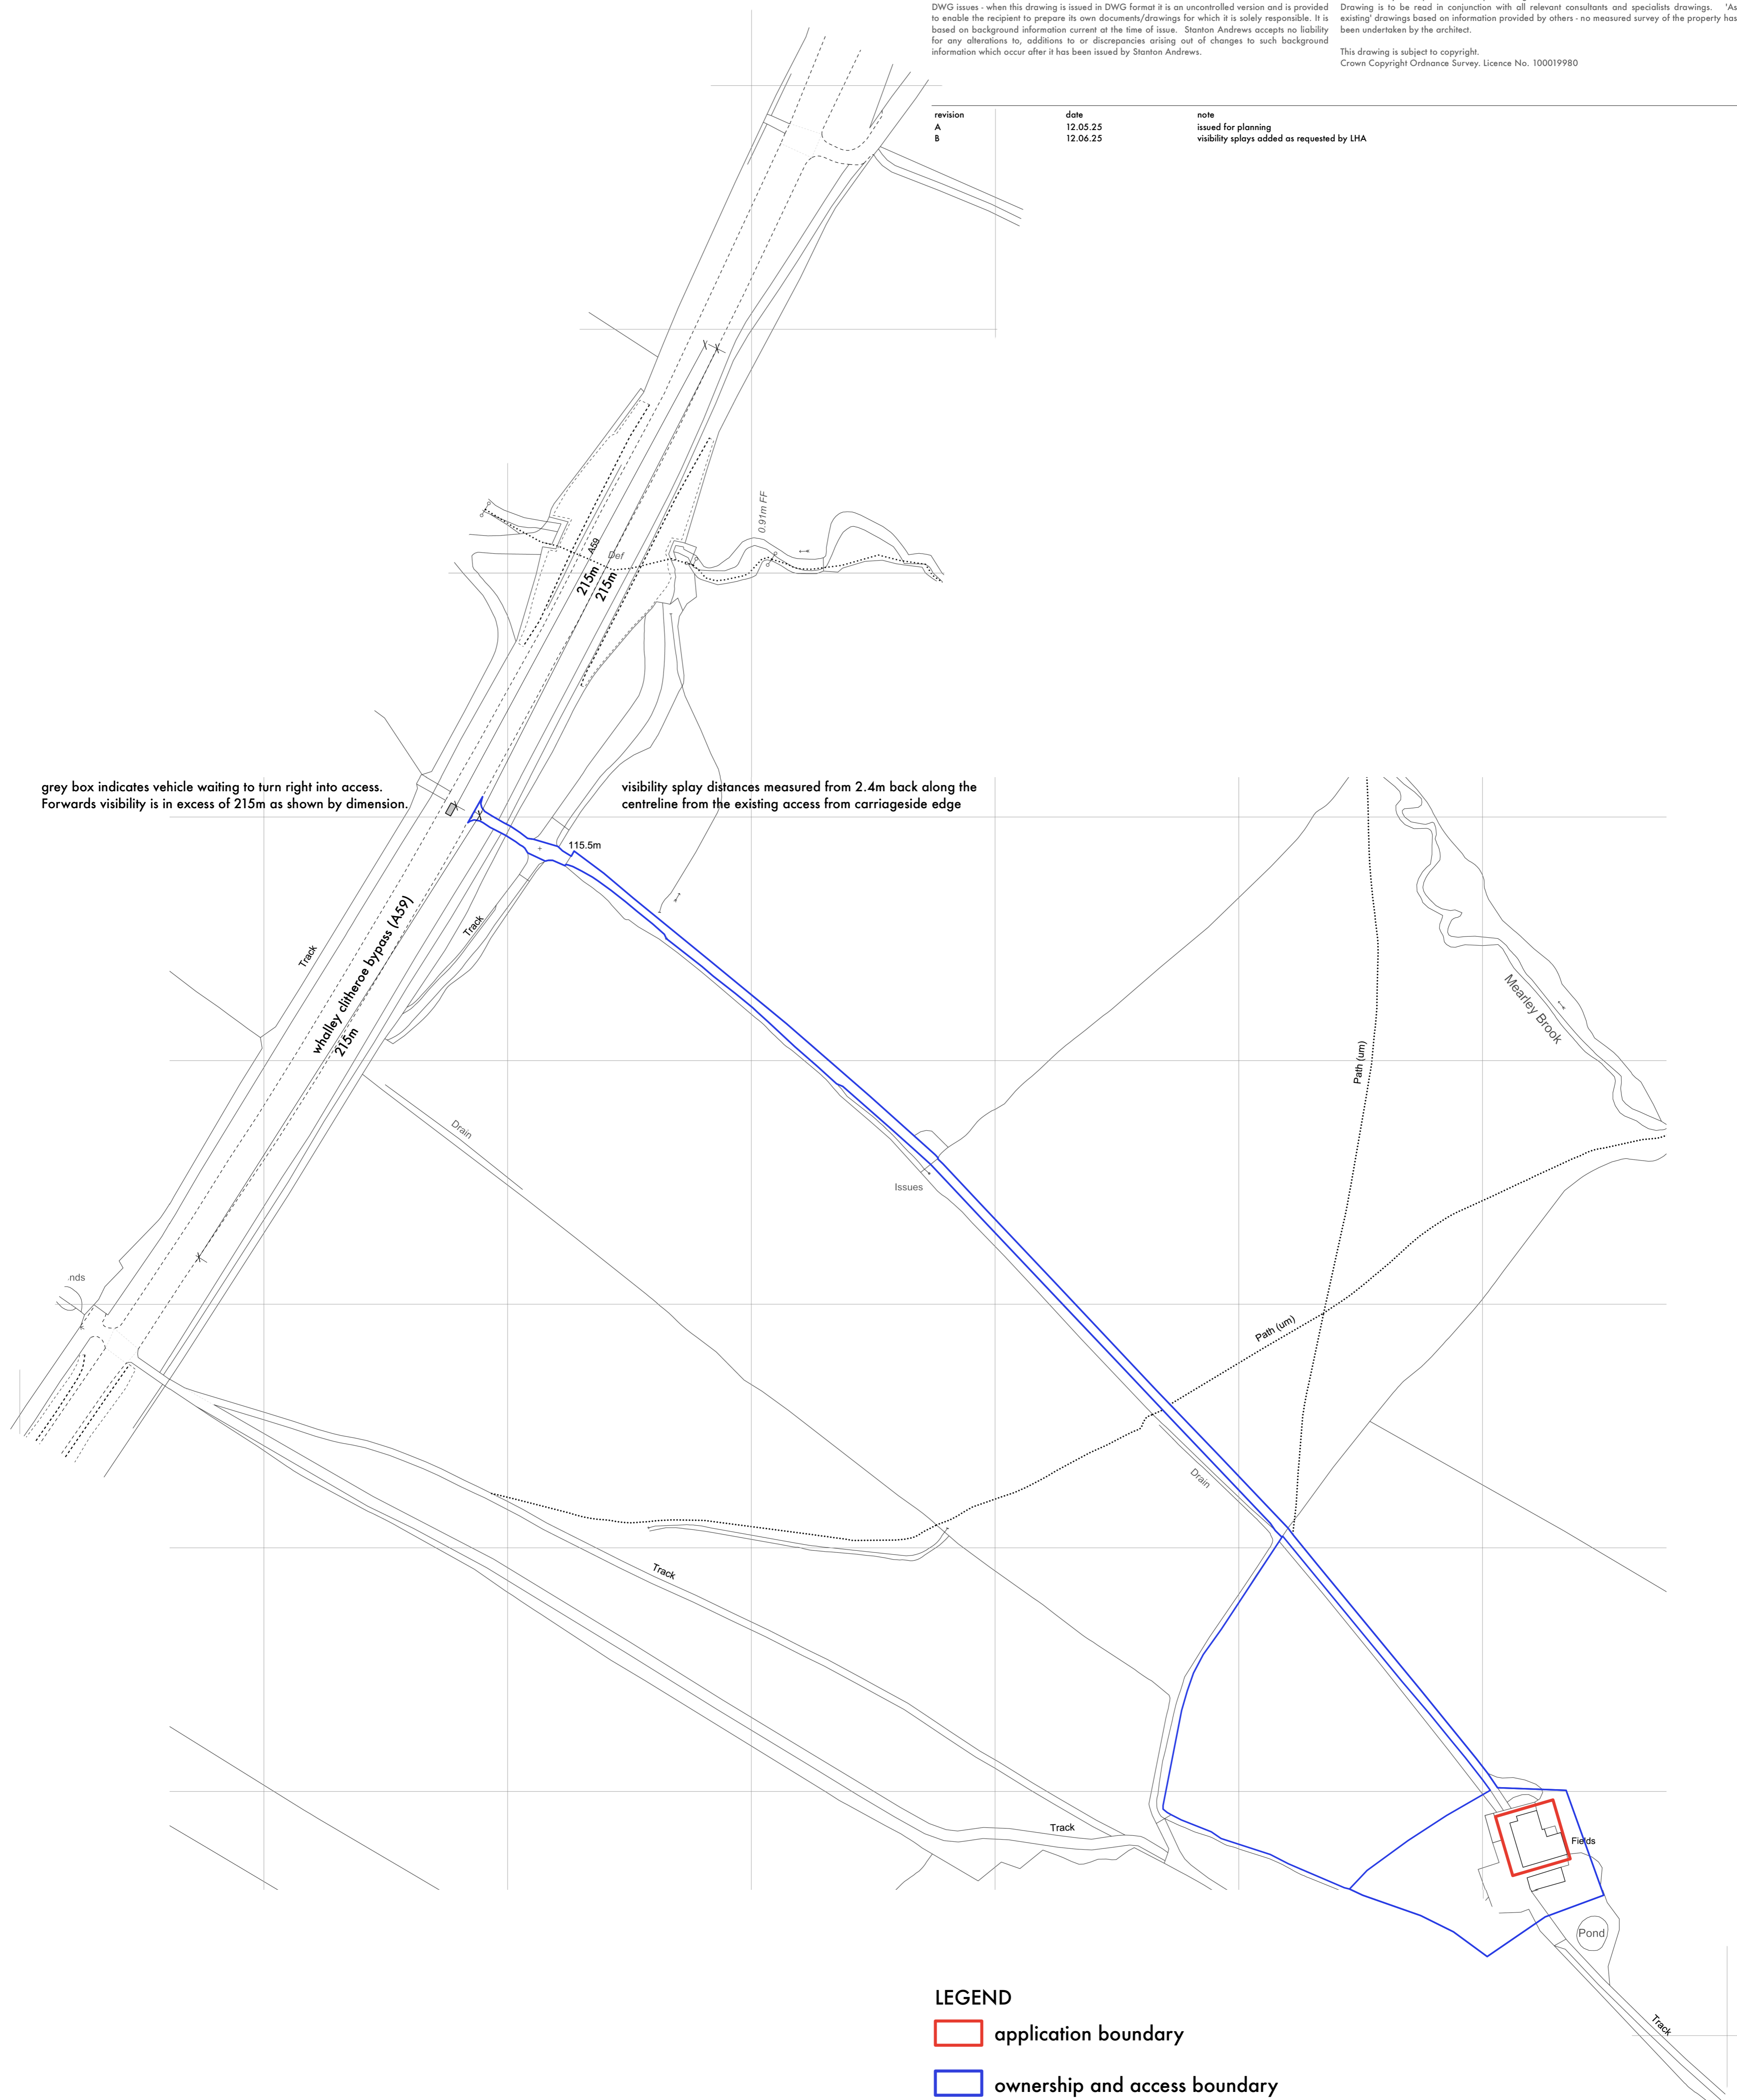 DWG issues - when this drawing is issued in DWG format it is an uncontrolled version and is provided
to enable the recipient to prepare its own documents/drawings for which it is solely responsible. It is
based on background information current at the time of issue. Stanton Andrews accepts no liability
for any alterations to, additions to or discrepancies arising out of changes to such background
information which occur after it has been issued by Stanton Andrews.
Drawing is to be read in conjunction with all relevant consultants and specialists drawings. 'As
existing' drawings based on information provided by others - no measured survey of the property has
been undertaken by the architect.
This drawing is subject to copyright.
Crown Copyright Ordnance Survey. Licence No. 100019980
revision date note
A 12.05.25 issued for planning
B 12.06.25 visibility splays added as requested by LHA
0.91m FF
A59
Def
215m
215m
grey box indicates vehicle waiting to turn right into access.
Forwards visibility is in excess of 215m as shown by dimension.
visibility splay distances measured from 2.4m back along the
centreline from the existing access from carriageside edge
115.5m
Track
Track
whalley clitheroe bypass (A59)
215m
Mearley Brook
Path (um)
Drain
Issues
.nds
Path (um)
Drain
Track
Track
Fields
Pond
Track
LEGEND
application boundary
ownership and access boundary